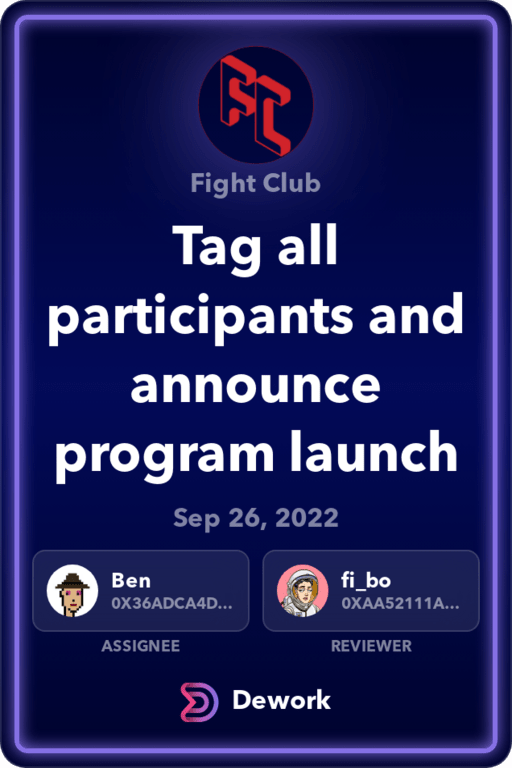 FC
Fight Club
Tag all
participants and
announce
program launch
Sep 26, 2022
Ben
0X36ADCA4D...
ASSIGNEE
fi_bo
0XAA52111A...
REVIEWER
Dework